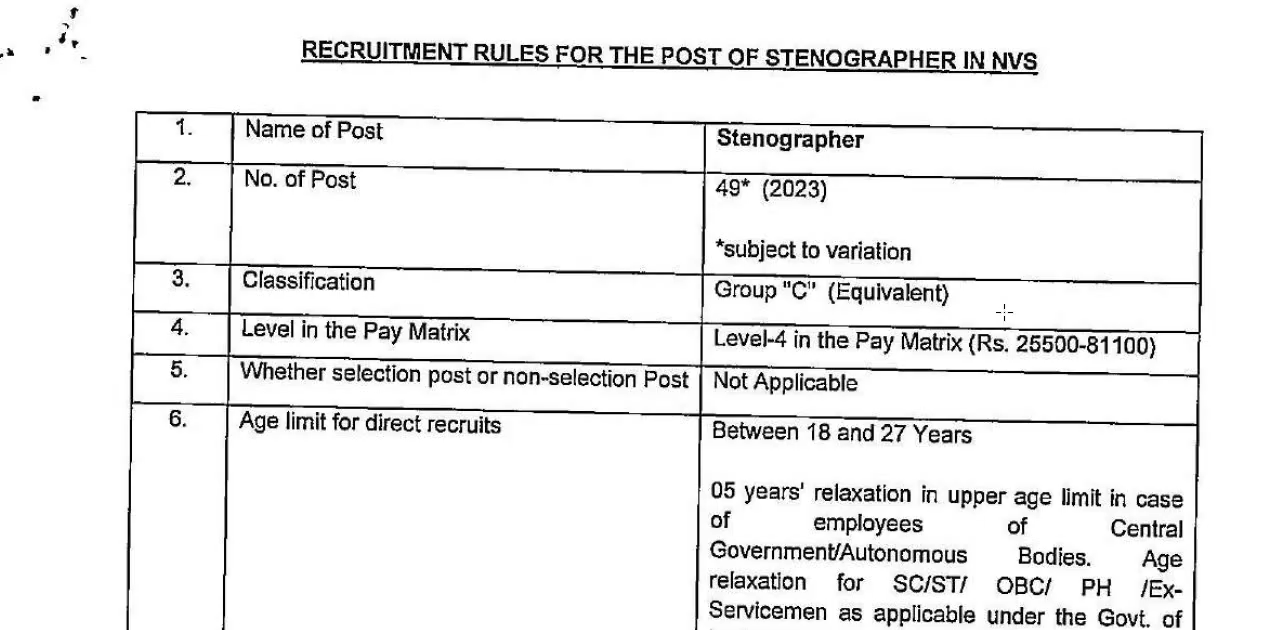 RECRUITMENT RULES FOR THE POST OF STENOGRAPHER IN NVS
1. Name of Post Stenographer
2. No. of Post 49* (2023)
*subject to variation
3. Classification Group "C" (Equivalent)
4. Level in the Pay Matrix Level-4 in the Pay Matrix (Rs. 25500-81100)
5. Whether selection post or non-selection Post Not Applicable
6. Age limit for direct recruits Between 18 and 27 Years
05 years' relaxation in upper age limit in case
of employees of Central
Government/Autonomous Bodies. Age
relaxation for SC/ST/ OBC/ PH /Ex-
Servicemen as applicable under the Govt. of